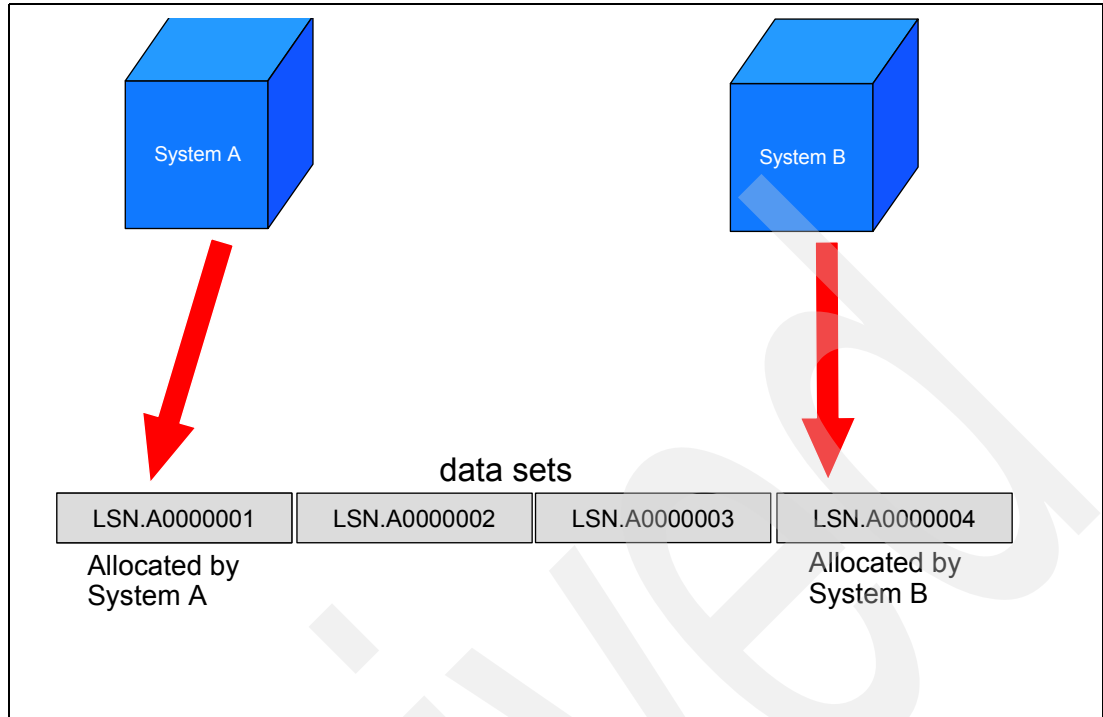 System A
System B
data sets
LSN.A0000001
LSN.A0000002
LSN.A0000003
LSN.A0000004
Allocated by
System A
Allocated by
System B